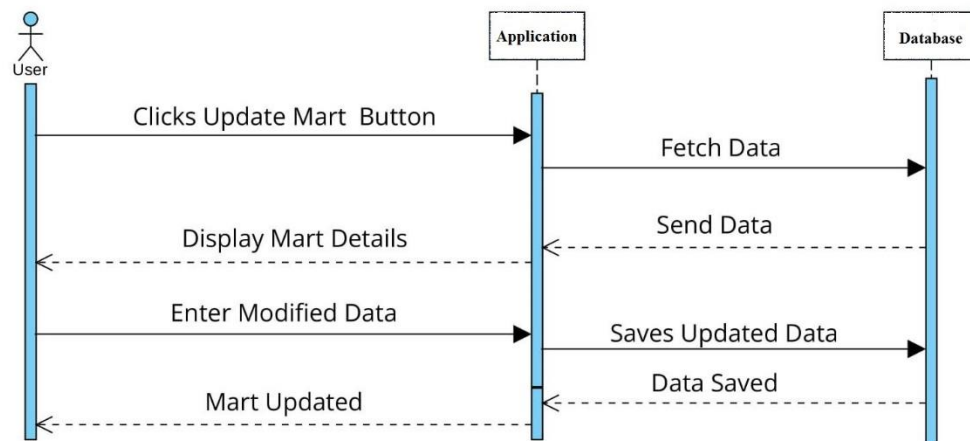 Application
Database
User
Clicks Update Mart Button
Fetch Data
Send Data
Display Mart Details
Enter Modified Data
Saves Updated Data
Data Saved
Mart Updated